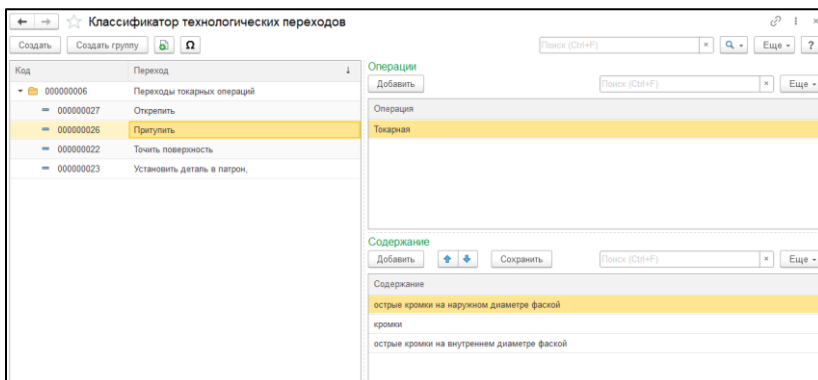 Классификатор технологических переходов
Создать Создать группу Ω Поиск (Ctrl+F) × Еще ?
Код Переход ↓
000000006 Переходы токарных операций
000000027 Открепить
000000026 Притупить
000000022 Точить поверхность
000000023 Установить деталь в патрон,
Операции
Добавить Поиск (Ctrl+F) × Еще
Операция
Токарная
Содержание
Добавить Сохранить Поиск (Ctrl+F) × Еще
Содержание
острые кромки на наружном диаметре фаской
кромки
острые кромки на внутреннем диаметре фаской